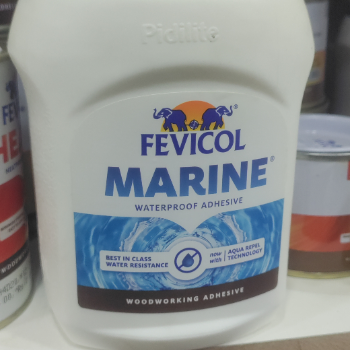 Pidilite
FEVICOL
MARINE®
WATERPROOF ADHESIVE
BEST IN CLASS
WATER RESISTANCE
now
with
AQUA REPEL
TECHNOLOGY
WOODWORKING ADHESIVE